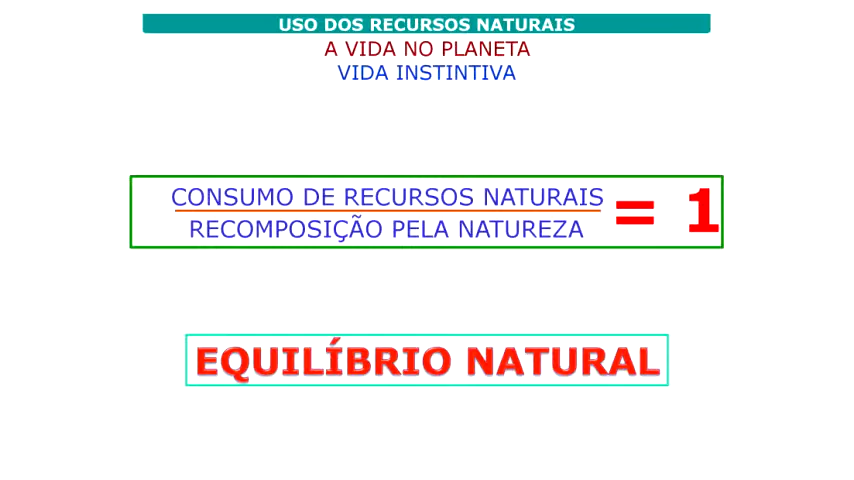 USO DOS RECURSOS NATURAIS
A VIDA NO PLANETA
VIDA INSTINTIVA
CONSUMO DE RECURSOS NATURAIS
RECOMPOSIÇÃO PELA NATUREZA
= 1
EQUILÍBRIO NATURAL